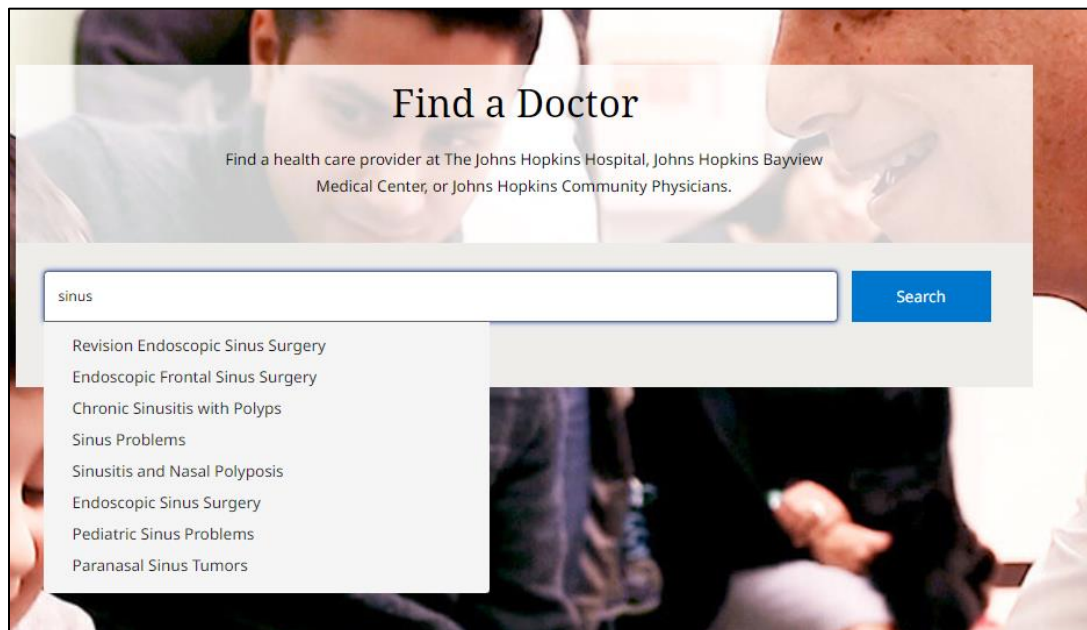 Find a Doctor
Find a health care provider at The Johns Hopkins Hospital, Johns Hopkins Bayview
Medical Center, or Johns Hopkins Community Physicians.
sinus
Search
Revision Endoscopic Sinus Surgery
Endoscopic Frontal Sinus Surgery
Chronic Sinusitis with Polyps
Sinus Problems
Sinusitis and Nasal Polyposis
Endoscopic Sinus Surgery
Pediatric Sinus Problems
Paranasal Sinus Tumors